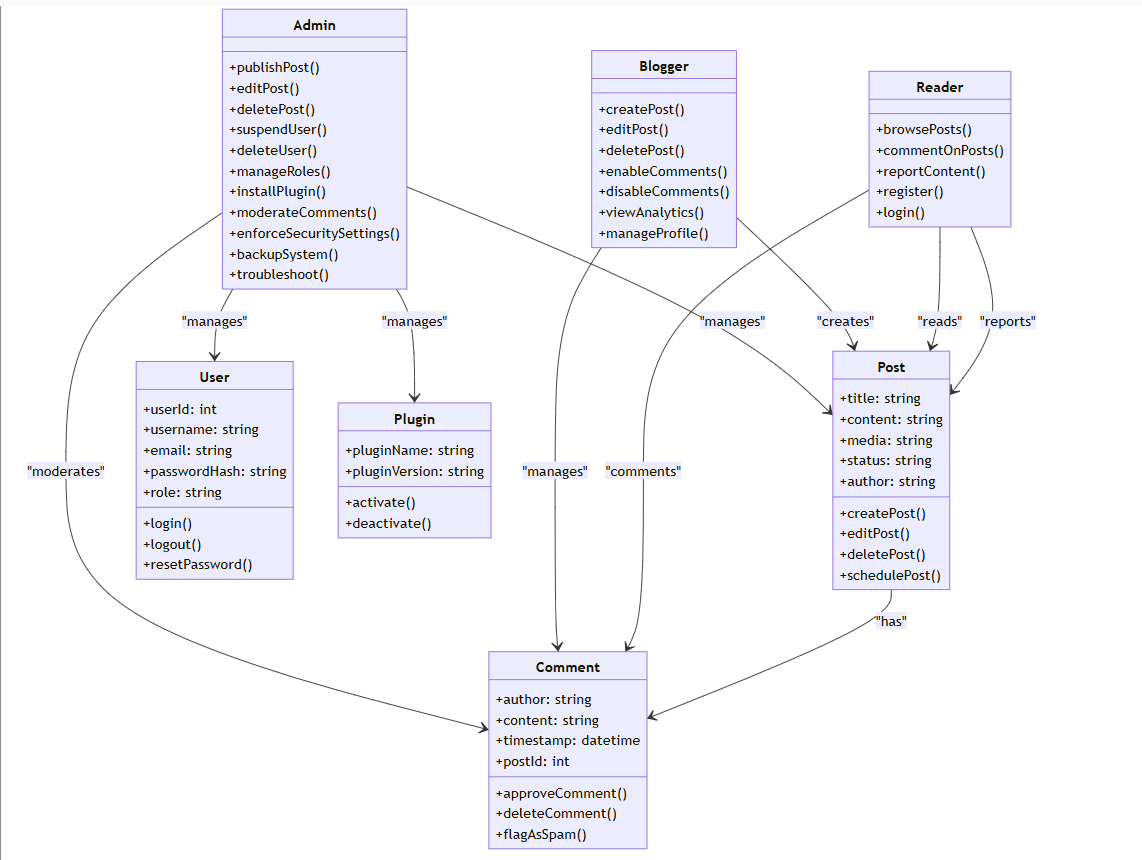 Admin
+publishPost()
+editPost()
+deletePost()
+suspendUser()
+deleteUser()
+manageRoles()
+installPlugin()
+moderateComments()
+enforceSecuritySettings()
+backupSystem()
+troubleshoot()
Blogger
+createPost()
+editPost()
+deletePost()
+enableComments()
+disableComments()
+viewAnalytics()
+manageProfile()
Reader
+browsePosts()
+commentOnPosts()
+reportContent()
+register()
+login()
"manages"
"manages"
"manages"
"creates"
"reads"
"reports"
User
+userId: int
+username: string
+email: string
+passwordHash: string
+role: string
+login()
+logout()
+resetPassword()
Plugin
+pluginName: string
+pluginVersion: string
+activate()
+deactivate()
Post
+title: string
+content: string
+media: string
+status: string
+author: string
+createPost()
+editPost()
+deletePost()
+schedulePost()
"moderates"
"manages"
"comments"
"has"
Comment
+author: string
+content: string
+timestamp: datetime
+postId: int
+approveComment()
+deleteComment()
+flagAsSpam()